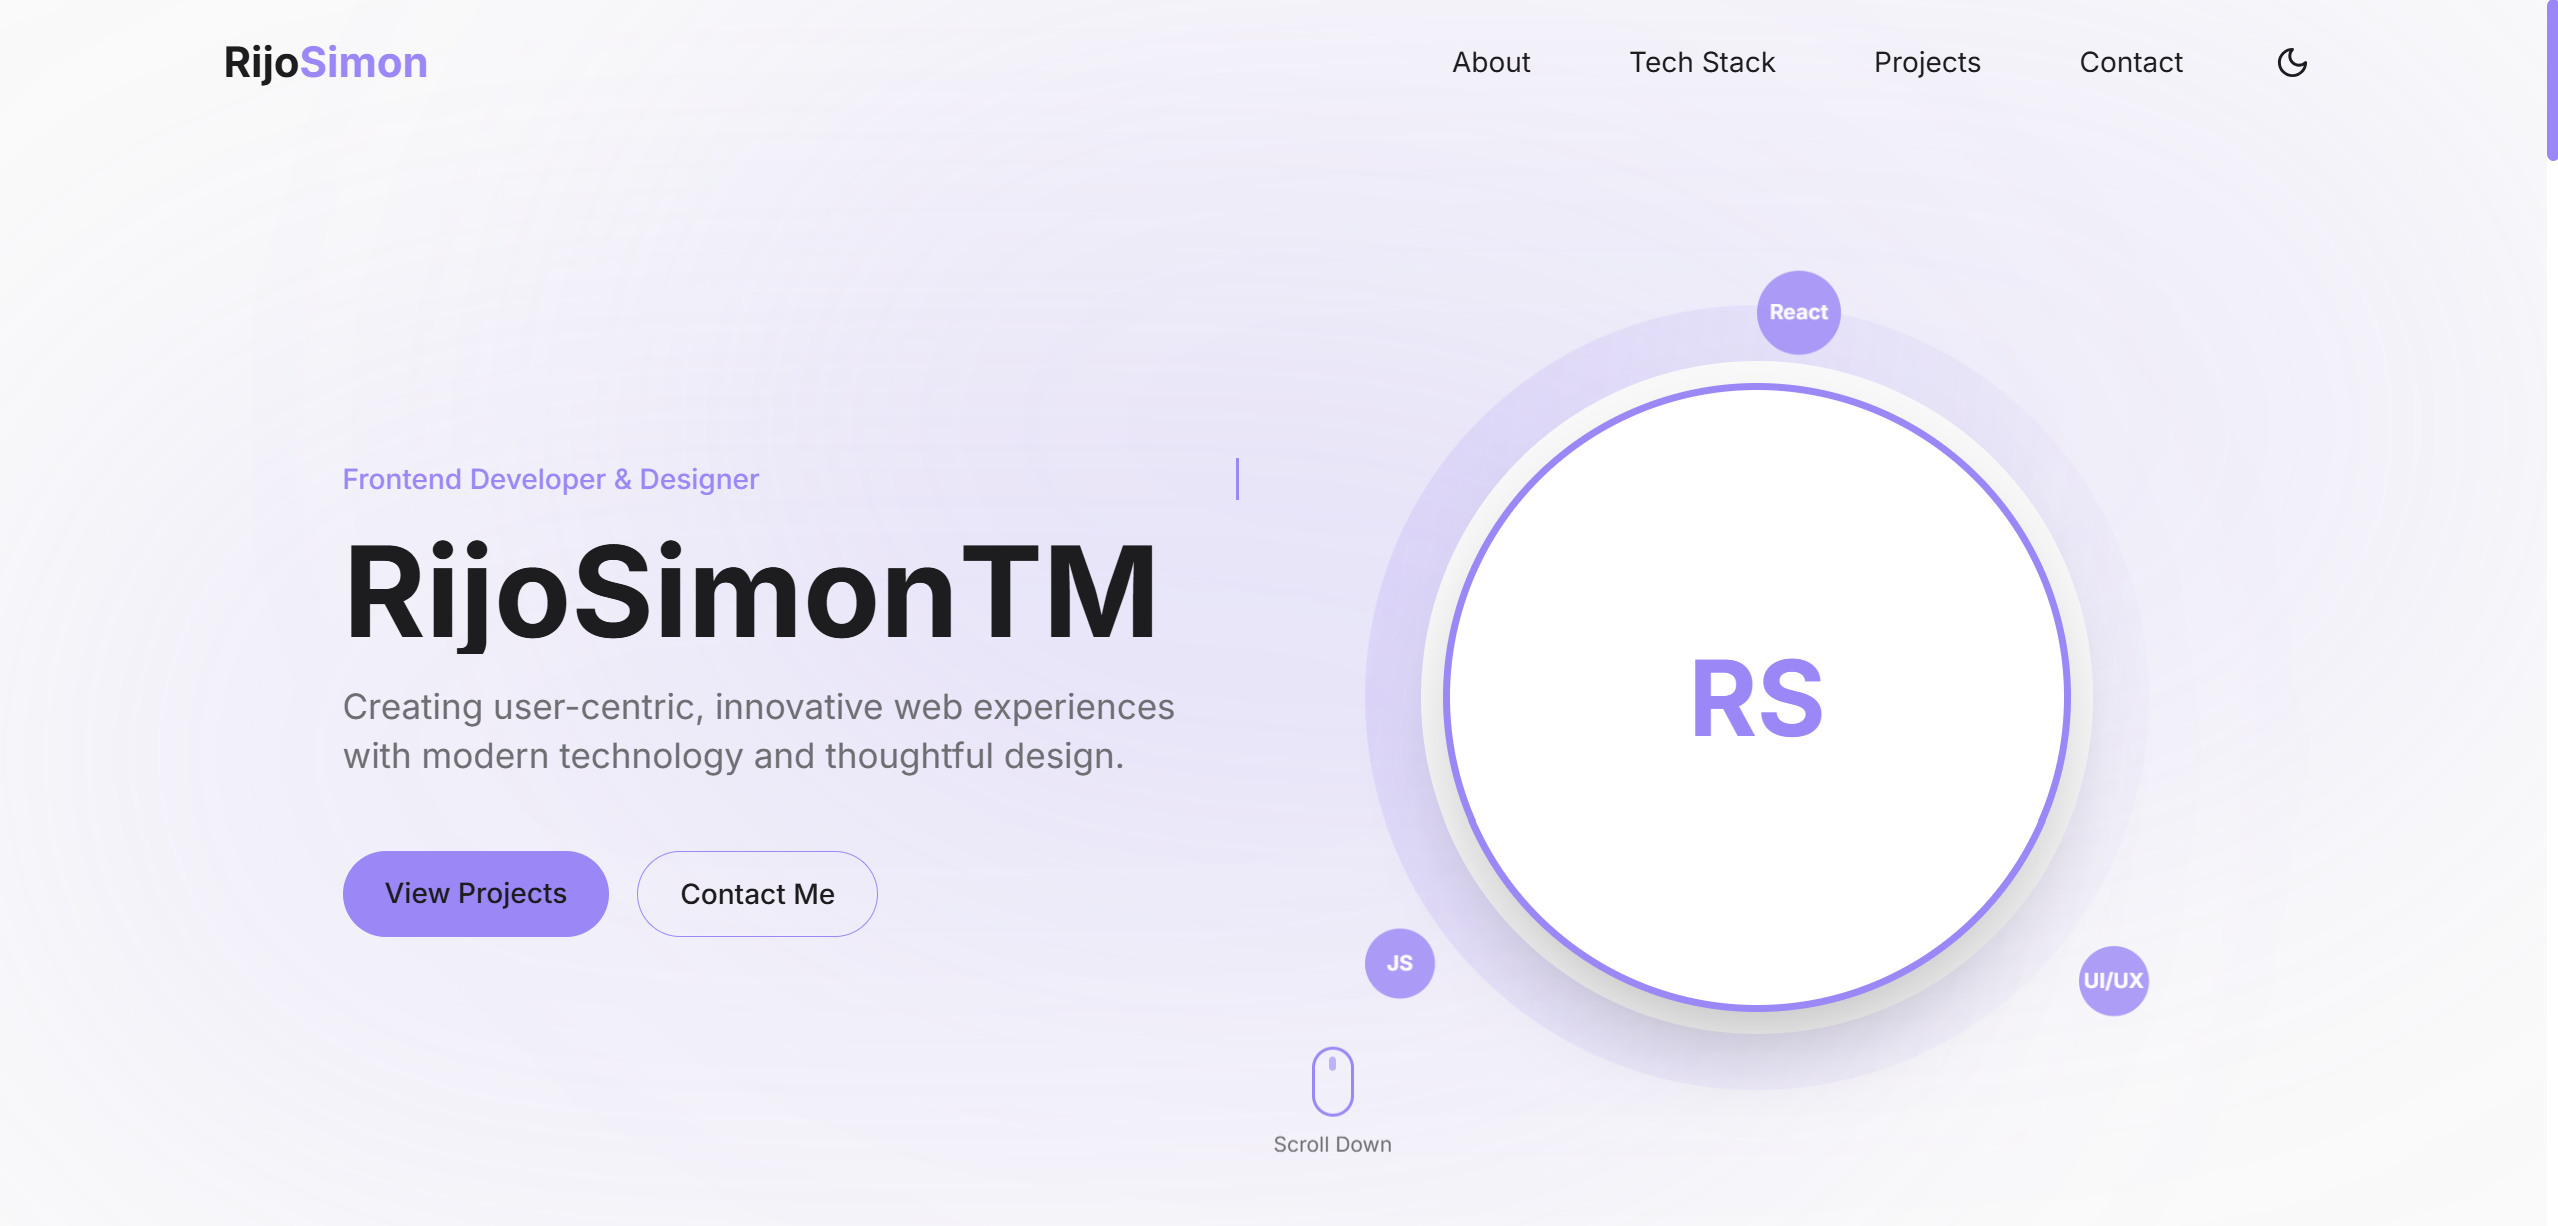 RijoSimon
About
Tech Stack
Projects
Contact
Frontend Developer & Designer
RijoSimonTM
Creating user-centric, innovative web experiences
with modern technology and thoughtful design.
View Projects
Contact Me
React
RS
JS
UI/UX
Scroll Down